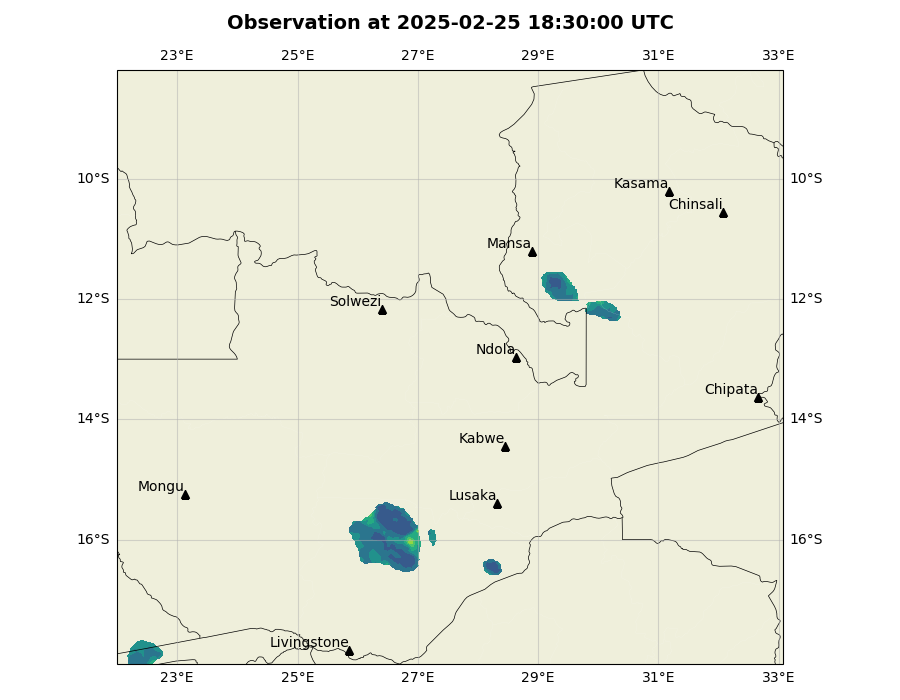 Observation at 2025-02-25 18:30:00 UTC
23°E 25°E 27°E 29°E 31°E 33°E
10°S 10°S
Kasama
Chinsali
Mansa
12°S 12°S
Solwezi
Ndola
Chipata
14°S 14°S
Kabwe
Mongu
Lusaka
16°S 16°S
Livingstone
23°E 25°E 27°E 29°E 31°E 33°E